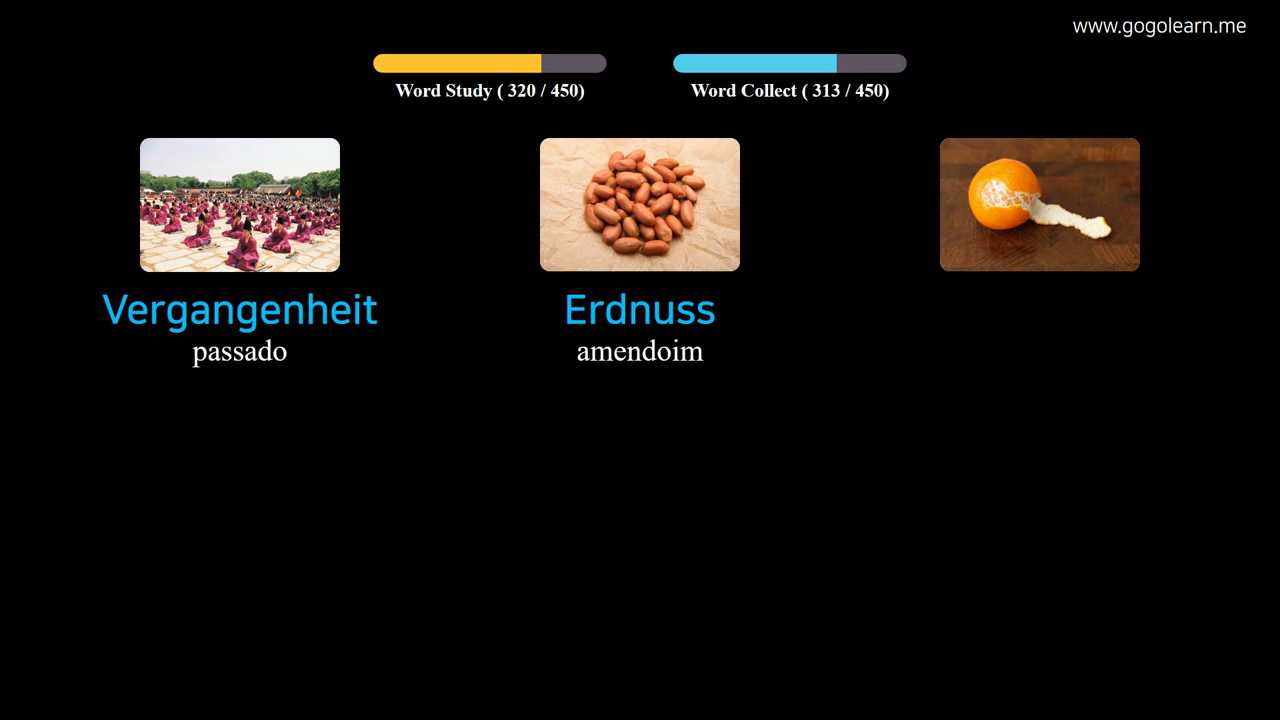 www.gogolearn.me
Word Study ( 320 / 450)
Word Collect ( 313 / 450)
Vergangenheit
passado
Erdnuss
amendoim